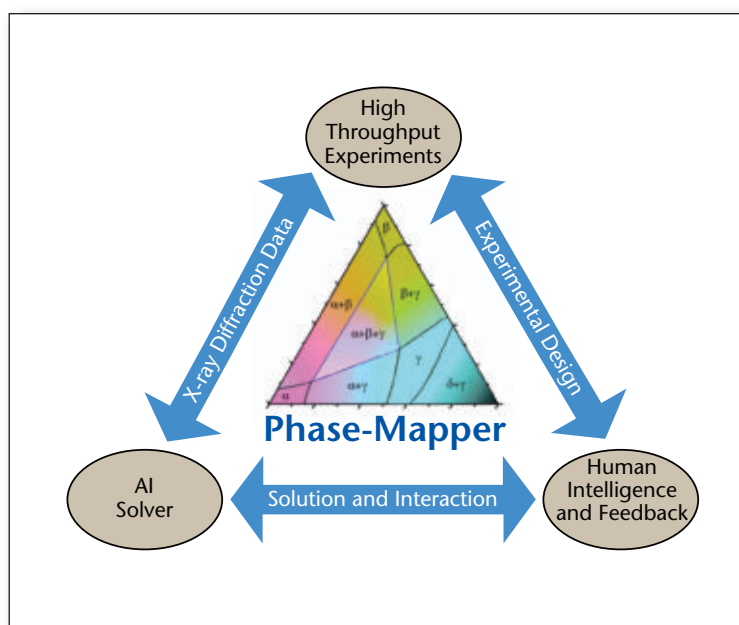 High
Throughput
Experiments
X-ray Diffraction Data
Experimental Design
β
α+β
β+γ
α+β+γ
γ
α
α+γ
δ+γ
Phase-Mapper
AI
Solver
Solution and Interaction
Human
Intelligence
and Feedback